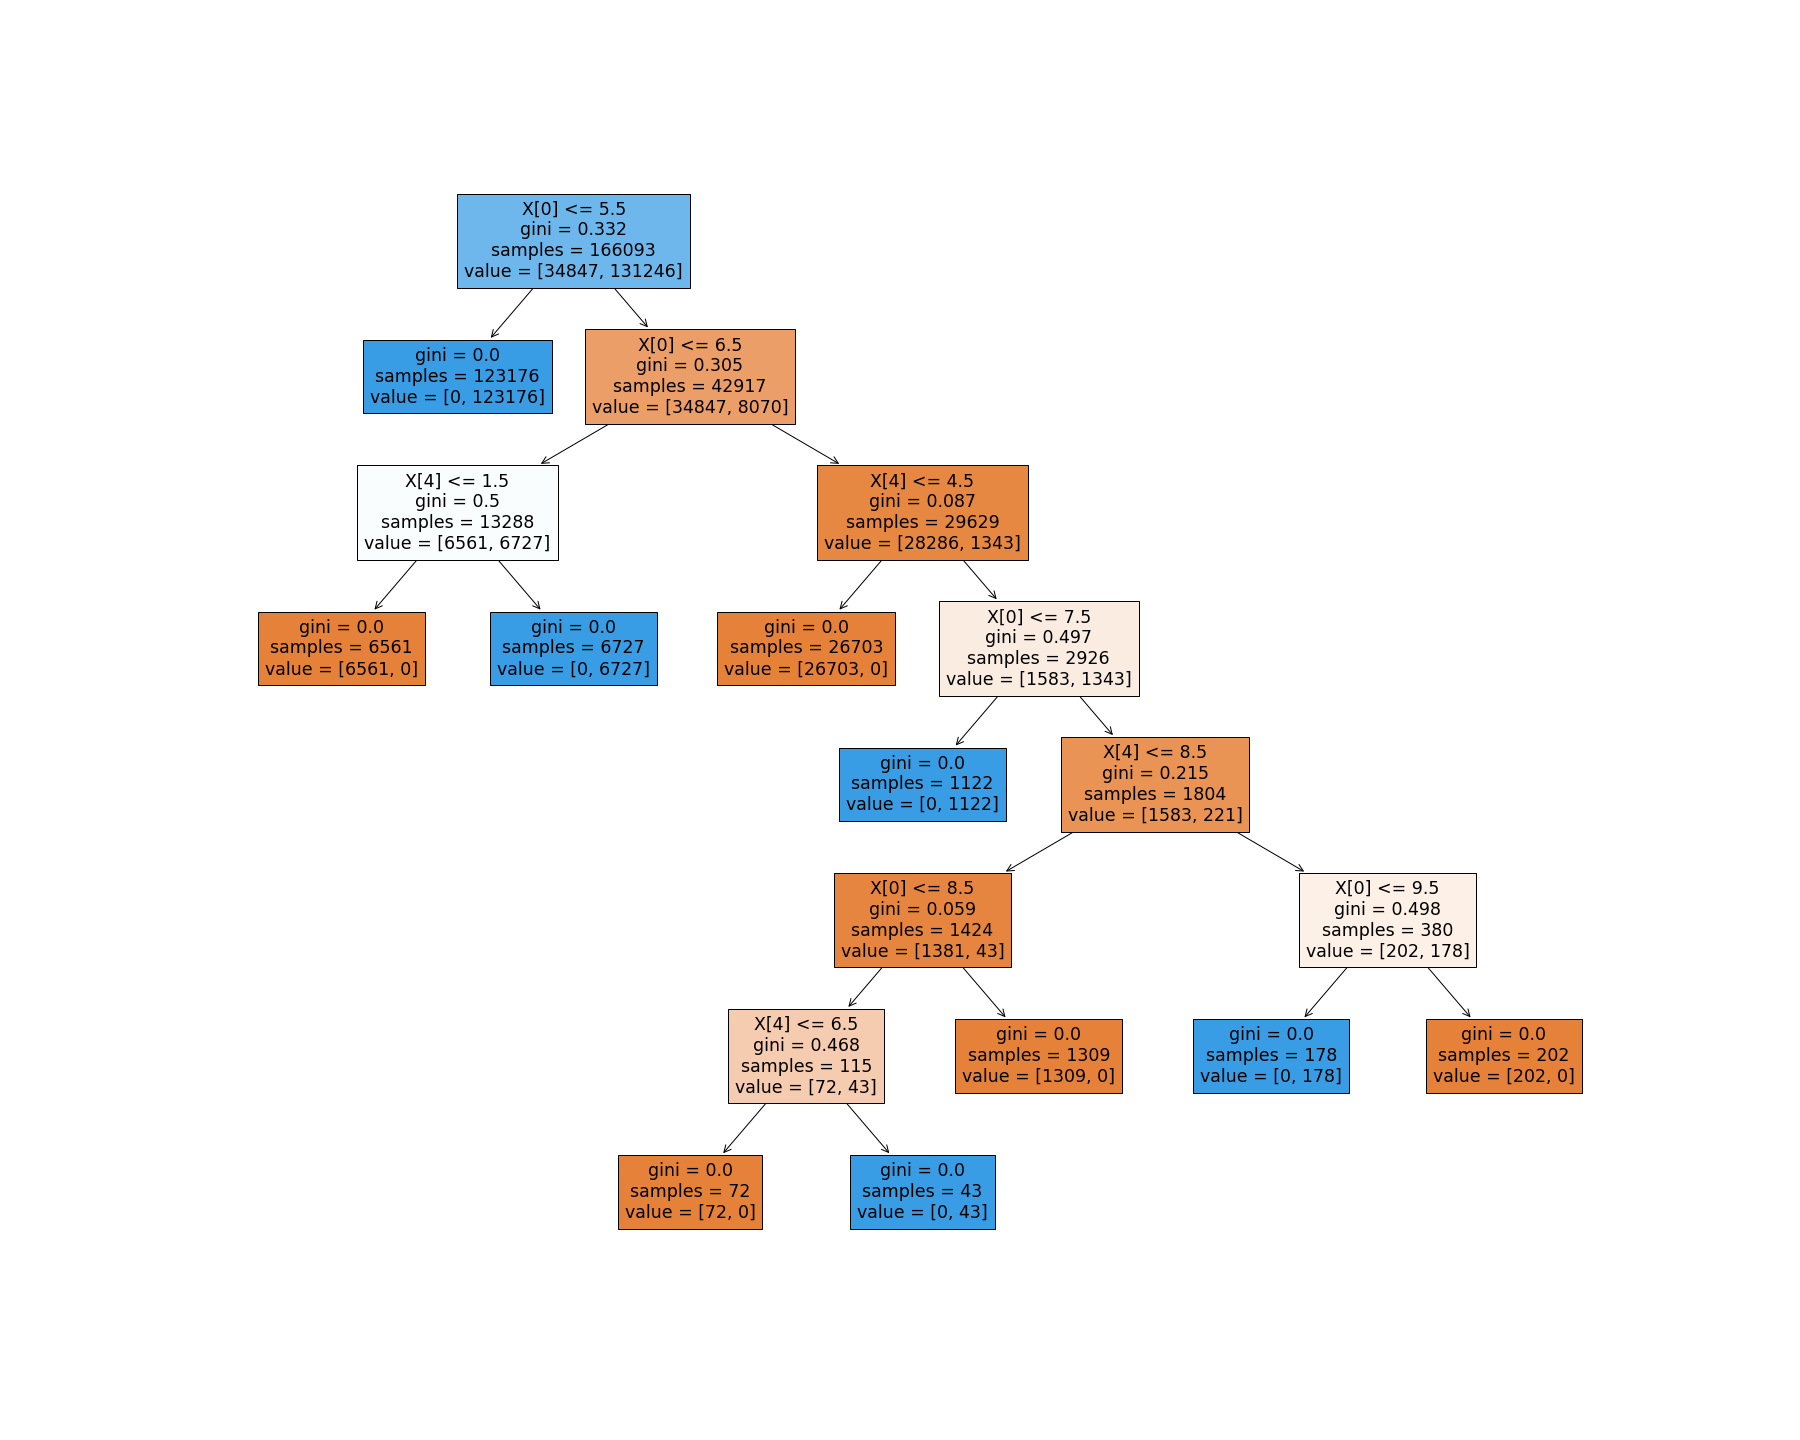 X[0] <= 5.5
gini = 0.332
samples = 166093
value = [34847, 131246]
gini = 0.0
samples = 123176
value = [0, 123176]
X[0] <= 6.5
gini = 0.305
samples = 42917
value = [34847, 8070]
X[4] <= 1.5
gini = 0.5
samples = 13288
value = [6561, 6727]
X[4] <= 4.5
gini = 0.087
samples = 29629
value = [28286, 1343]
gini = 0.0
samples = 6561
value = [6561, 0]
gini = 0.0
samples = 6727
value = [0, 6727]
gini = 0.0
samples = 26703
value = [26703, 0]
X[0] <= 7.5
gini = 0.497
samples = 2926
value = [1583, 1343]
gini = 0.0
samples = 1122
value = [0, 1122]
X[4] <= 8.5
gini = 0.215
samples = 1804
value = [1583, 221]
X[0] <= 8.5
gini = 0.059
samples = 1424
value = [1381, 43]
X[0] <= 9.5
gini = 0.498
samples = 380
value = [202, 178]
X[4] <= 6.5
gini = 0.468
samples = 115
value = [72, 43]
gini = 0.0
samples = 1309
value = [1309, 0]
gini = 0.0
samples = 178
value = [0, 178]
gini = 0.0
samples = 202
value = [202, 0]
gini = 0.0
samples = 72
value = [72, 0]
gini = 0.0
samples = 43
value = [0, 43]